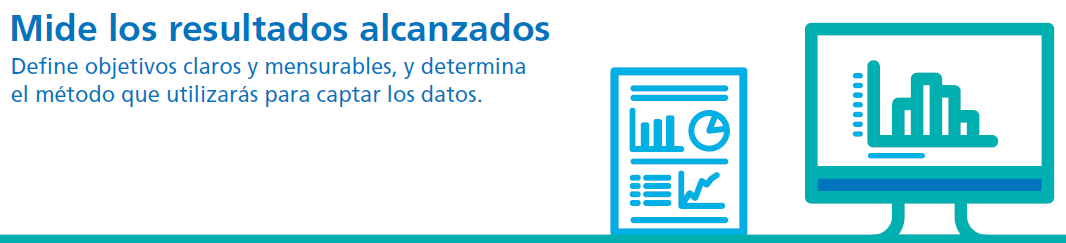 Mide los resultados alcanzados
Define objetivos claros y mensurables, y determina
el método que utilizarás para captar los datos.